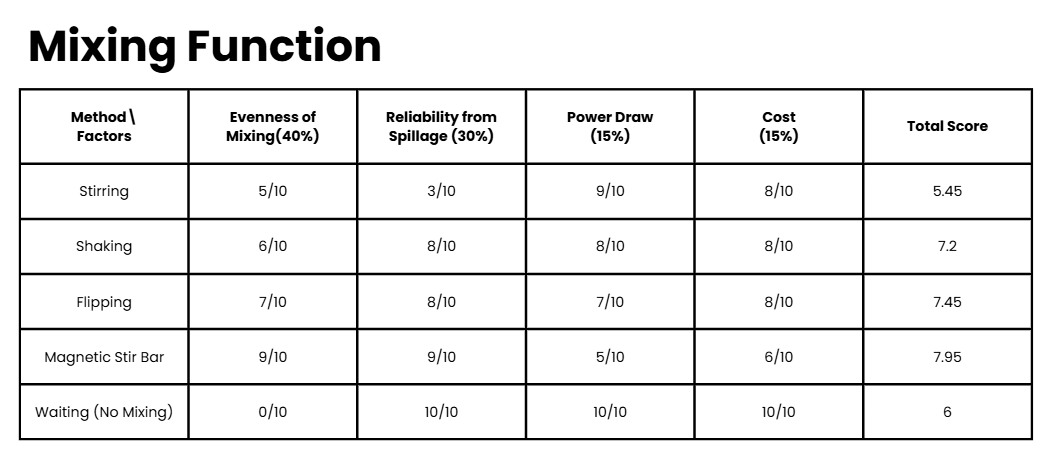 Mixing Function
Method \ Factors | Evenness of Mixing(40%) | Reliability from Spillage (30%) | Power Draw (15%) | Cost (15%) | Total Score
Stirring | 5/10 | 3/10 | 9/10 | 8/10 | 5.45
Shaking | 6/10 | 8/10 | 8/10 | 8/10 | 7.2
Flipping | 7/10 | 8/10 | 7/10 | 8/10 | 7.45
Magnetic Stir Bar | 9/10 | 9/10 | 5/10 | 6/10 | 7.95
Waiting (No Mixing) | 0/10 | 10/10 | 10/10 | 10/10 | 6